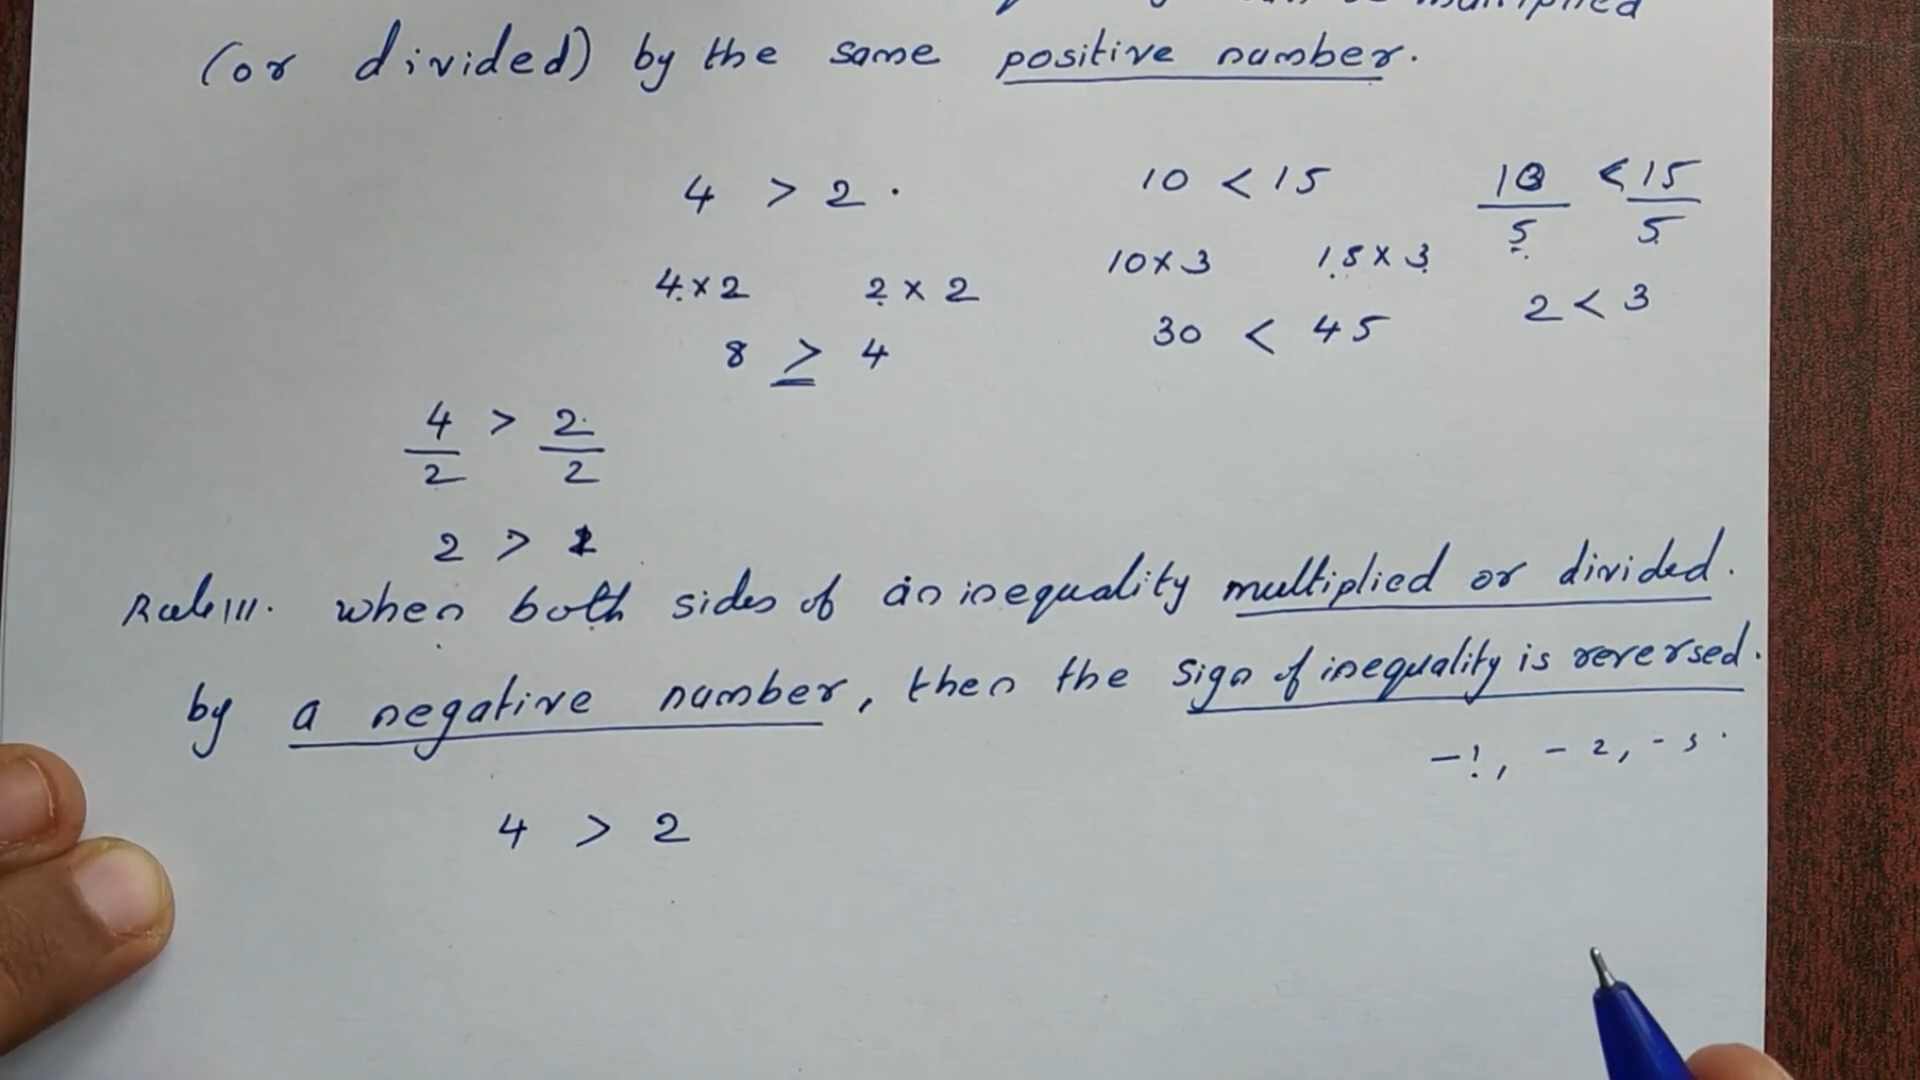 multiplied
(or divided) by the same positive number.
4 > 2 .
10 < 15
10/5 < 15/5
4 × 2 2 × 2
10 × 3 15 × 3
2 < 3
8 > 4
30 < 45
4/2 > 2/2
2 > 1
Rule III. when both sides of an inequality multiplied or divided.
by a negative number, then the sign of inequality is reversed.
-1, -2, -3.
4 > 2